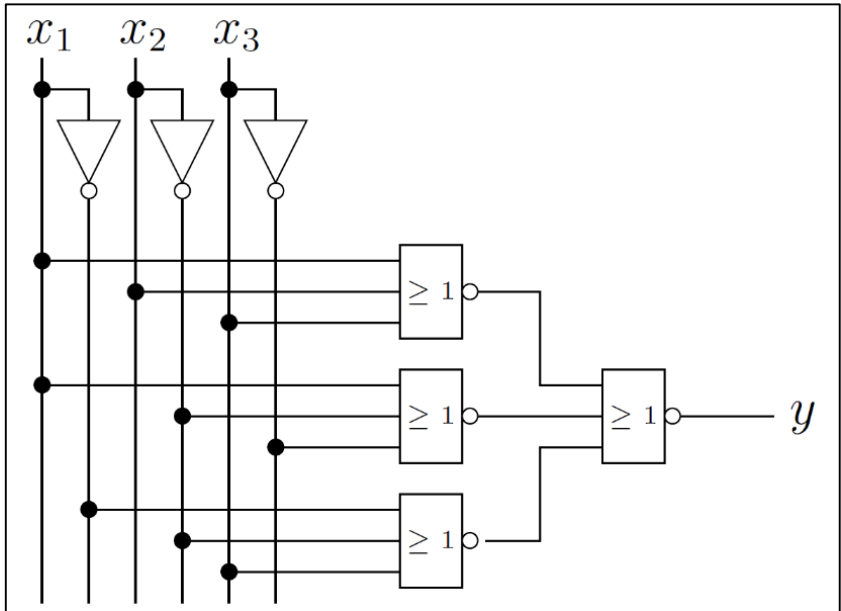 x₁ x₂ x₃
≥ 1
≥ 1
≥ 1
y
≥ 1